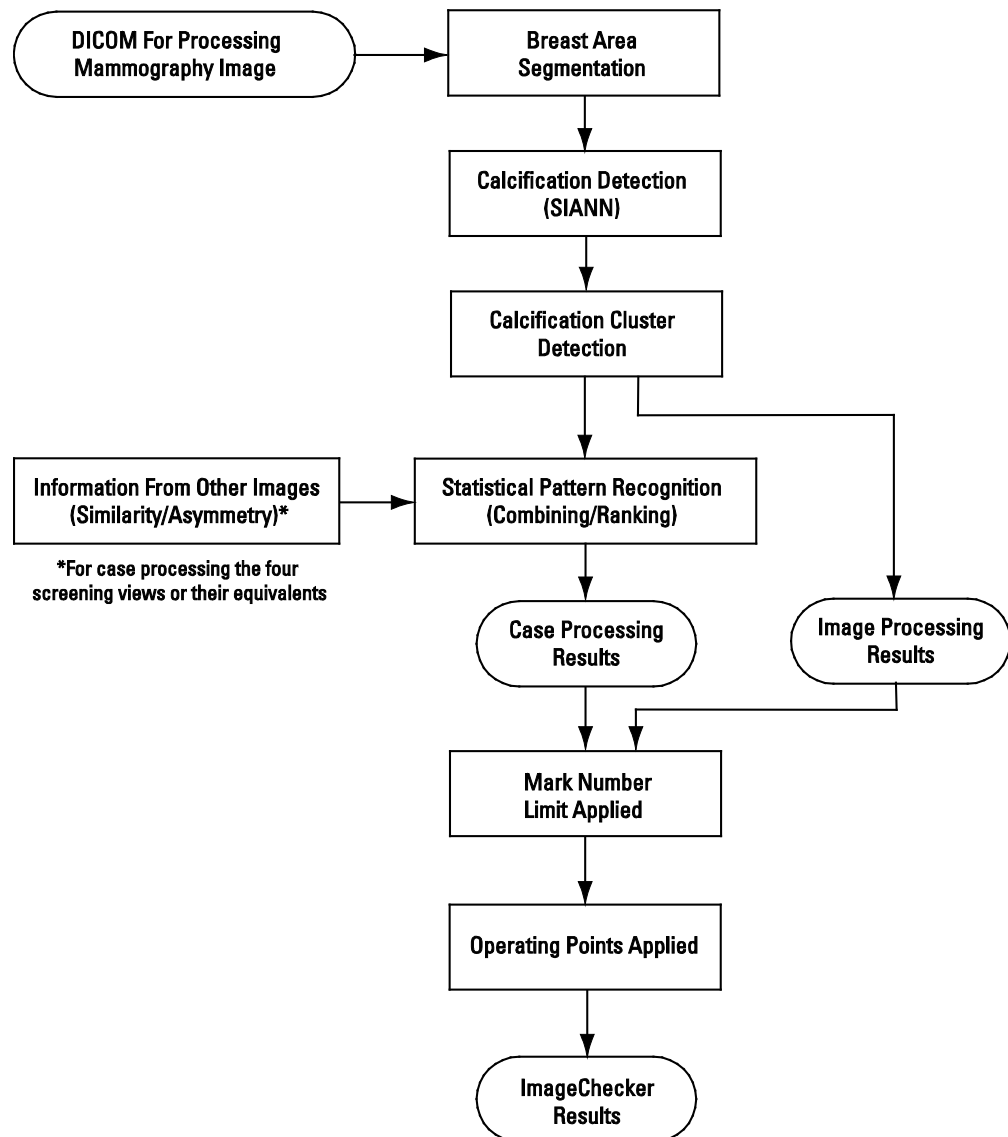 DICOM For Processing
Mammography Image
Breast Area
Segmentation
Calcification Detection
(SIANN)
Calcification Cluster
Detection
Information From Other Images
(Similarity/Asymmetry)*
*For case processing the four
screening views or their equivalents
Statistical Pattern Recognition
(Combining/Ranking)
Case Processing
Results
Image Processing
Results
Mark Number
Limit Applied
Operating Points Applied
ImageChecker
Results